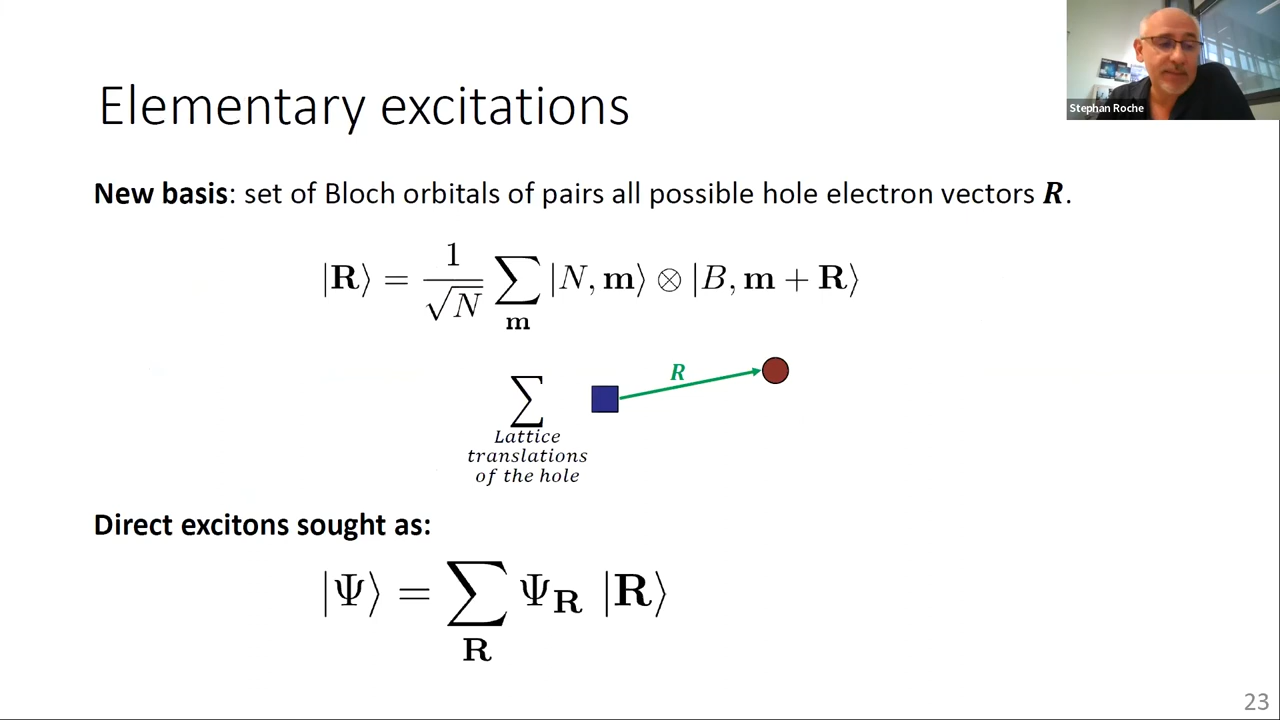 Stephan Roche
Elementary excitations
New basis: set of Bloch orbitals of pairs all possible hole electron vectors R.
|R⟩ = 1/√N ∑_m |N, m⟩ ⊗ |B, m + R⟩
R
∑
Lattice
translations
of the hole
Direct excitons sought as:
|Ψ⟩ = ∑_R Ψ_R |R⟩
23